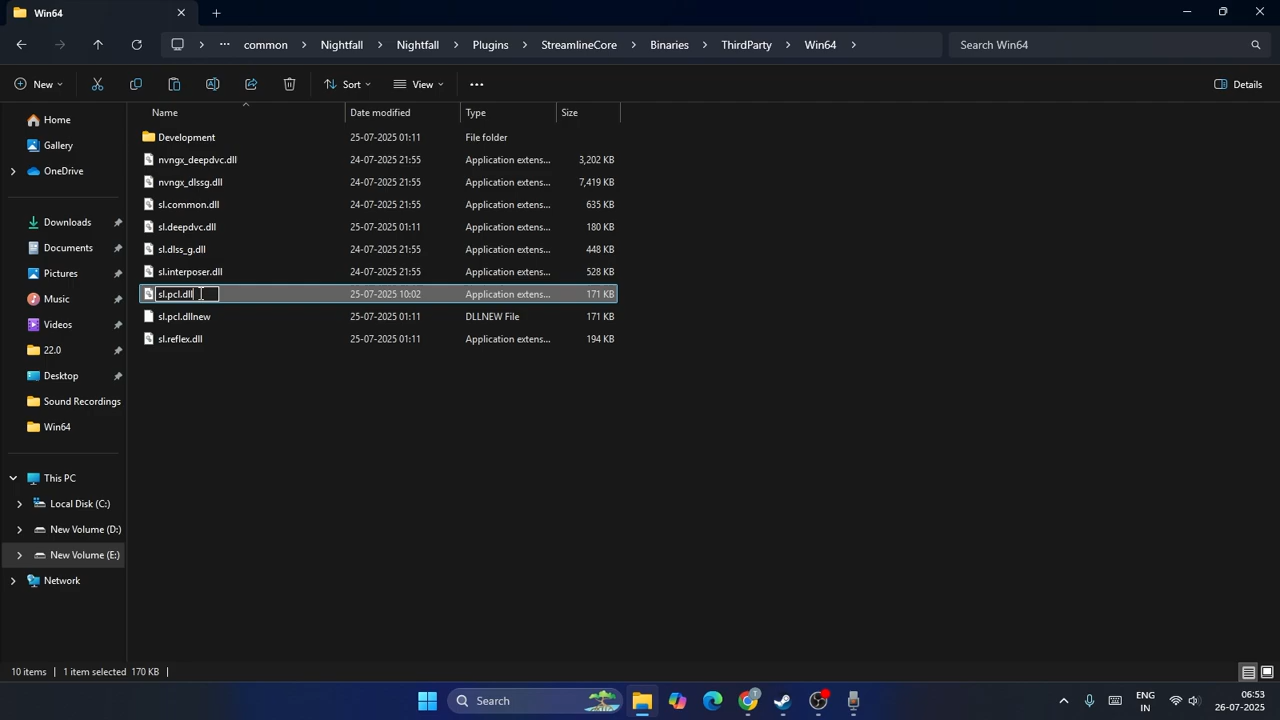 Win64
common > Nightfall > Nightfall > Plugins > StreamlineCore > Binaries > ThirdParty > Win64 >
Search Win64
New
Sort
View
Details
Name
Date modified
Type
Size
Home
Gallery
OneDrive
Downloads
Documents
Pictures
Music
Videos
22.0
Desktop
Sound Recordings
Win64
This PC
Local Disk (C:)
New Volume (D:)
New Volume (E:)
Network
Development 25-07-2025 01:11 File folder
nvngx_deepdvc.dll 24-07-2025 21:55 Application extens... 3,202 KB
nvngx_dlssg.dll 24-07-2025 21:55 Application extens... 7,419 KB
sl.common.dll 24-07-2025 21:55 Application extens... 635 KB
sl.deepdvc.dll 25-07-2025 01:11 Application extens... 180 KB
sl.dlss_g.dll 24-07-2025 21:55 Application extens... 448 KB
sl.interposer.dll 24-07-2025 21:55 Application extens... 528 KB
sl.pcl.dll 25-07-2025 10:02 Application extens... 171 KB
sl.pcl.dllnew 25-07-2025 01:11 DLLNEW File 171 KB
sl.reflex.dll 25-07-2025 01:11 Application extens... 194 KB
10 items 1 item selected 170 KB
Search
T
ENG
IN
06:53
26-07-2025